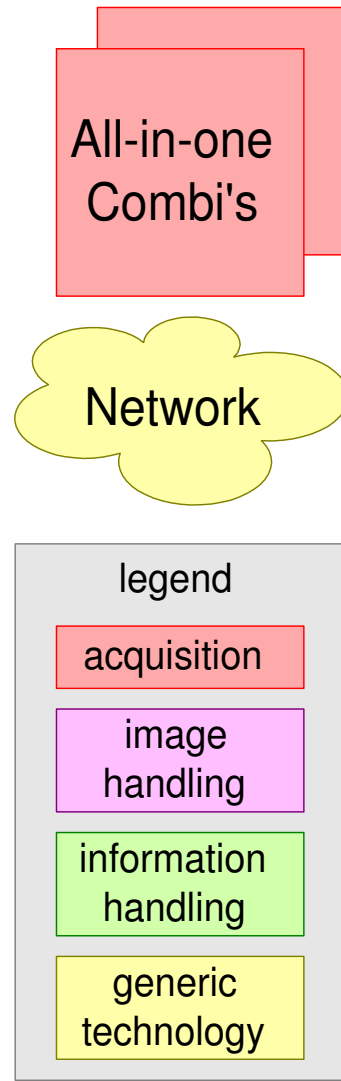 All-in-one
Combi's
Network
legend
acquisition
image
handling
information
handling
generic
technology